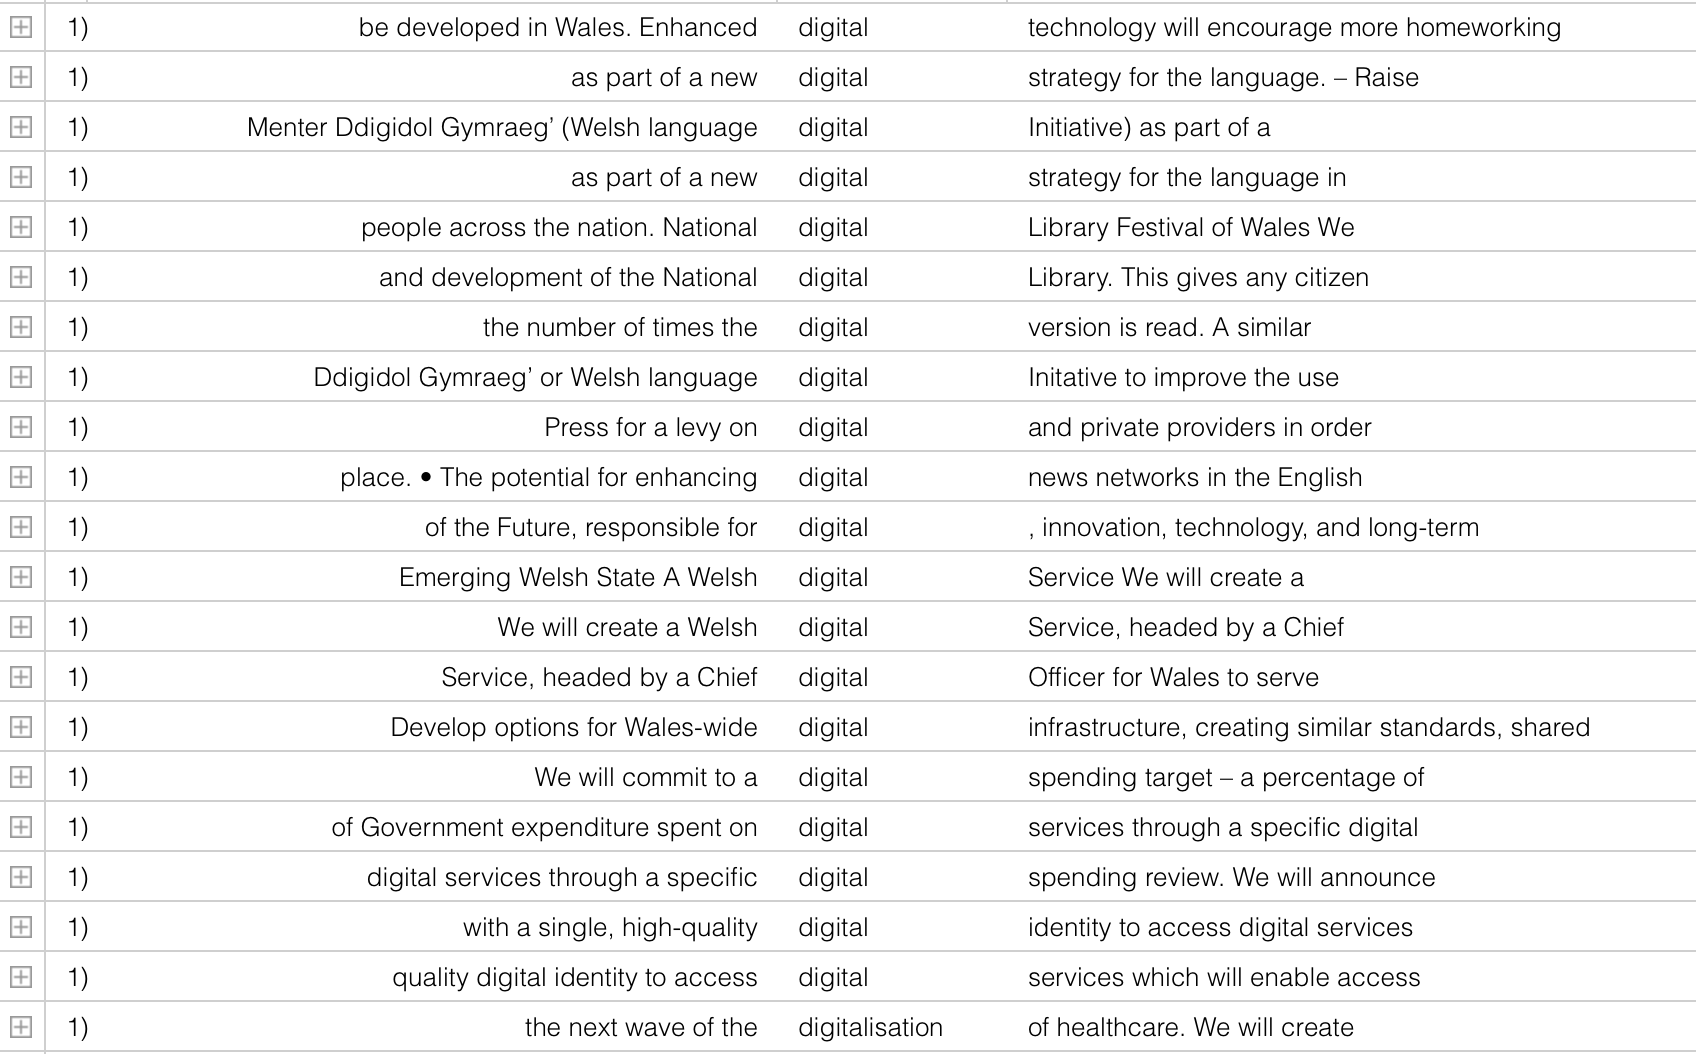 1) be developed in Wales. Enhanced digital technology will encourage more homeworking
1) as part of a new digital strategy for the language. – Raise
1) Menter Ddigidol Gymraeg’ (Welsh language digital Initiative) as part of a
1) as part of a new digital strategy for the language in
1) people across the nation. National digital Library Festival of Wales We
1) and development of the National digital Library. This gives any citizen
1) the number of times the digital version is read. A similar
1) Ddigidol Gymraeg’ or Welsh language digital Initative to improve the use
1) Press for a levy on digital and private providers in order
1) place. • The potential for enhancing digital news networks in the English
1) of the Future, responsible for digital , innovation, technology, and long-term
1) Emerging Welsh State A Welsh digital Service We will create a
1) We will create a Welsh digital Service, headed by a Chief
1) Service, headed by a Chief digital Officer for Wales to serve
1) Develop options for Wales-wide digital infrastructure, creating similar standards, shared
1) We will commit to a digital spending target – a percentage of
1) of Government expenditure spent on digital services through a specific digital
1) digital services through a specific digital spending review. We will announce
1) with a single, high-quality digital identity to access digital services
1) quality digital identity to access digital services which will enable access
1) the next wave of the digitalisation of healthcare. We will create